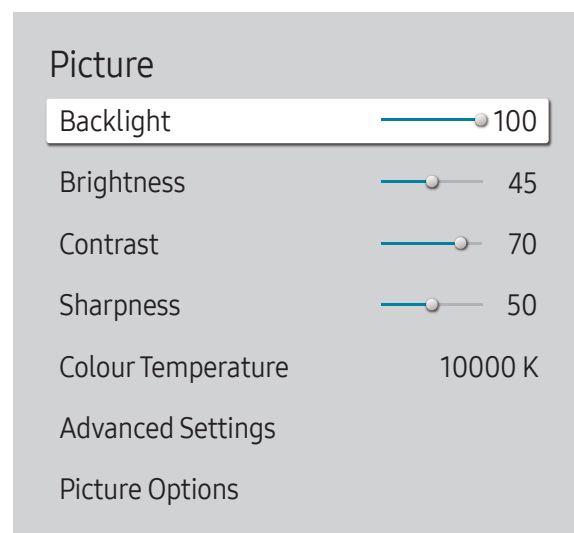 Picture
Backlight 100
Brightness 45
Contrast 70
Sharpness 50
Colour Temperature 10000 K
Advanced Settings
Picture Options